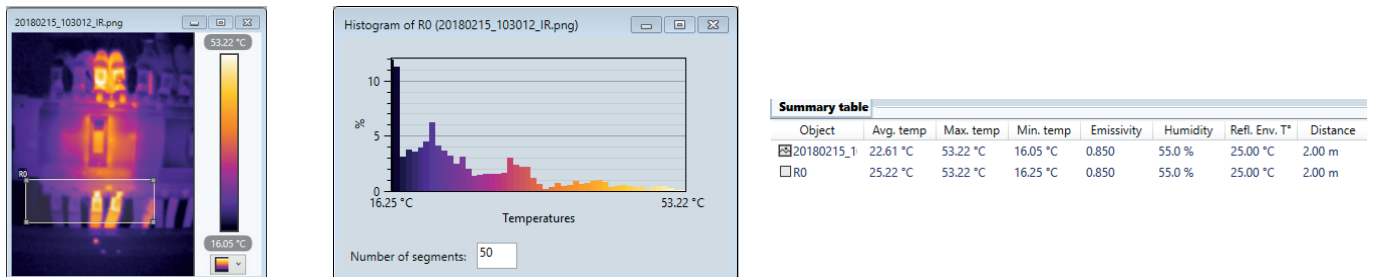 20180215_103012_IR.png
53.22 °C
R0
16.05 °C
Histogram of R0 (20180215_103012_IR.png)
10
%
5
0
16.25 °C
53.22 °C
Temperatures
Number of segments: 50
Summary table
Object Avg. temp Max. temp Min. temp Emissivity Humidity Refl. Env. T° Distance
20180215_1 22.61 °C 53.22 °C 16.05 °C 0.850 55.0 % 25.00 °C 2.00 m
R0 25.22 °C 53.22 °C 16.25 °C 0.850 55.0 % 25.00 °C 2.00 m